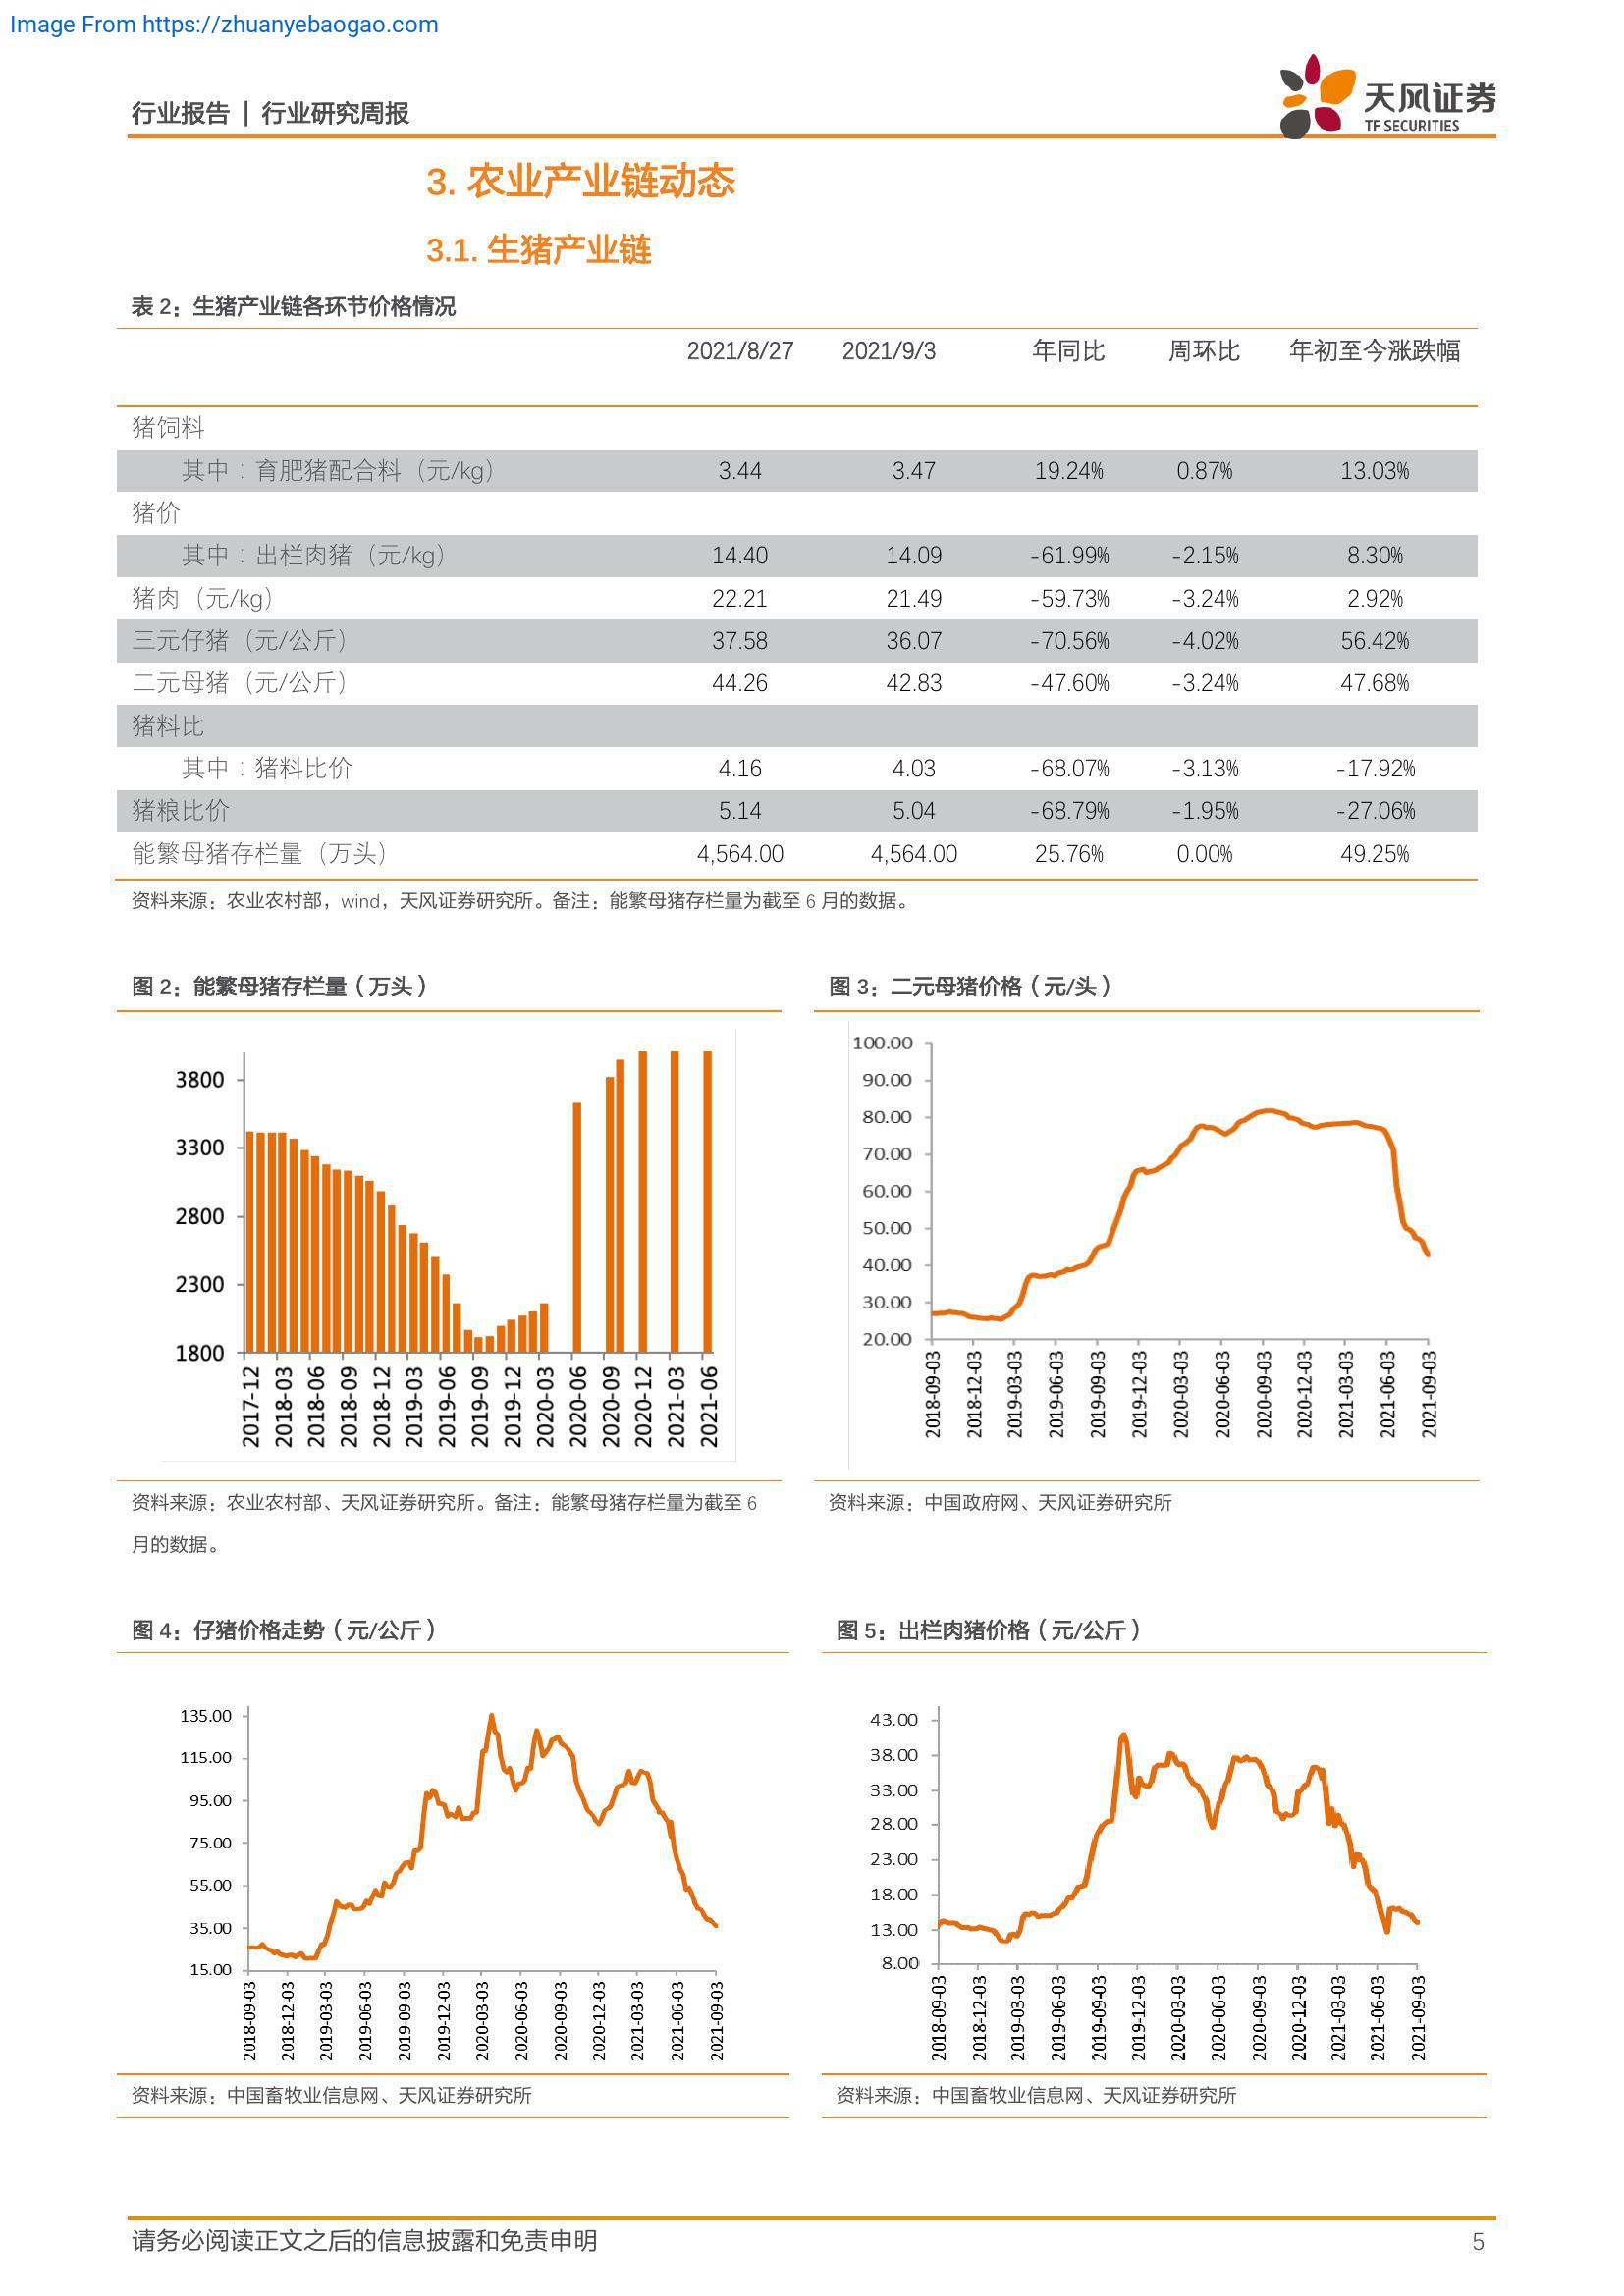 Image From https://zhuanyebaogao.com
行业报告 | 行业研究周报
天风证券
TF SECURITIES
3. 农业产业链动态
3.1. 生猪产业链
表 2：生猪产业链各环节价格情况
2021/8/27 2021/9/3 年同比 周环比 年初至今涨跌幅
猪饲料
其中：育肥猪配合料（元/kg） 3.44 3.47 19.24% 0.87% 13.03%
猪价
其中：出栏肉猪（元/kg） 14.40 14.09 -61.99% -2.15% 8.30%
猪肉（元/kg） 22.21 21.49 -59.73% -3.24% 2.92%
三元仔猪（元/公斤） 37.58 36.07 -70.56% -4.02% 56.42%
二元母猪（元/公斤） 44.26 42.83 -47.60% -3.24% 47.68%
猪料比
其中：猪料比价 4.16 4.03 -68.07% -3.13% -17.92%
猪粮比价 5.14 5.04 -68.79% -1.95% -27.06%
能繁母猪存栏量（万头） 4,564.00 4,564.00 25.76% 0.00% 49.25%
资料来源：农业农村部，wind，天风证券研究所。备注：能繁母猪存栏量为截至 6 月的数据。
图 2：能繁母猪存栏量（万头）
3800
3300
2800
2300
1800
2017-12 2018-03 2018-06 2018-09 2018-12 2019-03 2019-06 2019-09 2019-12 2020-03 2020-06 2020-09 2020-12 2021-03 2021-06
资料来源：农业农村部、天风证券研究所。备注：能繁母猪存栏量为截至 6
月的数据。
图 3：二元母猪价格（元/头）
100.00
90.00
80.00
70.00
60.00
50.00
40.00
30.00
20.00
2018-09-03 2018-12-03 2019-03-03 2019-06-03 2019-09-03 2019-12-03 2020-03-03 2020-06-03 2020-09-03 2020-12-03 2021-03-03 2021-06-03 2021-09-03
资料来源：中国政府网、天风证券研究所
图 4：仔猪价格走势（元/公斤）
135.00
115.00
95.00
75.00
55.00
35.00
15.00
2018-09-03 2018-12-03 2019-03-03 2019-06-03 2019-09-03 2019-12-03 2020-03-03 2020-06-03 2020-09-03 2020-12-03 2021-03-03 2021-06-03 2021-09-03
资料来源：中国畜牧业信息网、天风证券研究所
图 5：出栏肉猪价格（元/公斤）
43.00
38.00
33.00
28.00
23.00
18.00
13.00
8.00
2018-09-03 2018-12-03 2019-03-03 2019-06-03 2019-09-03 2019-12-03 2020-03-03 2020-06-03 2020-09-03 2020-12-03 2021-03-03 2021-06-03 2021-09-03
资料来源：中国畜牧业信息网、天风证券研究所
请务必阅读正文之后的信息披露和免责申明 5